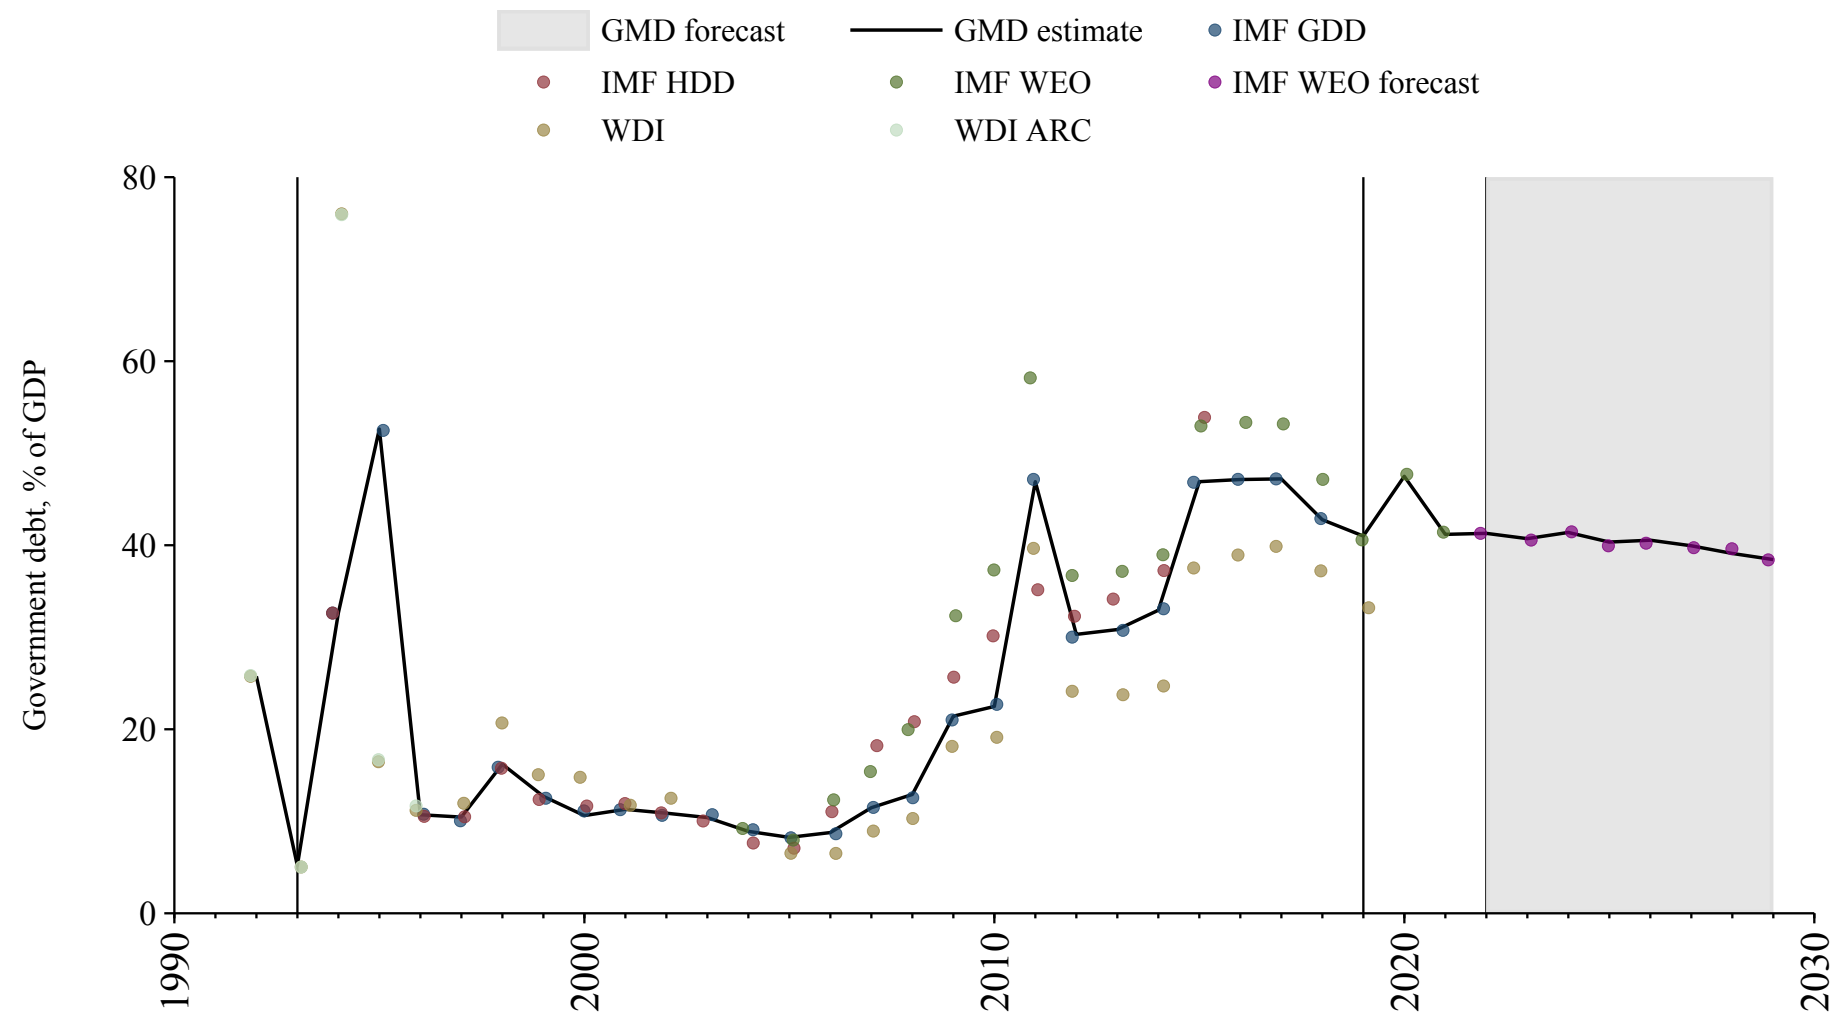 GMD forecast GMD estimate IMF GDD
IMF HDD IMF WEO IMF WEO forecast
WDI WDI ARC
Government debt, % of GDP
80
60
40
20
0
1990 2000 2010 2020 2030